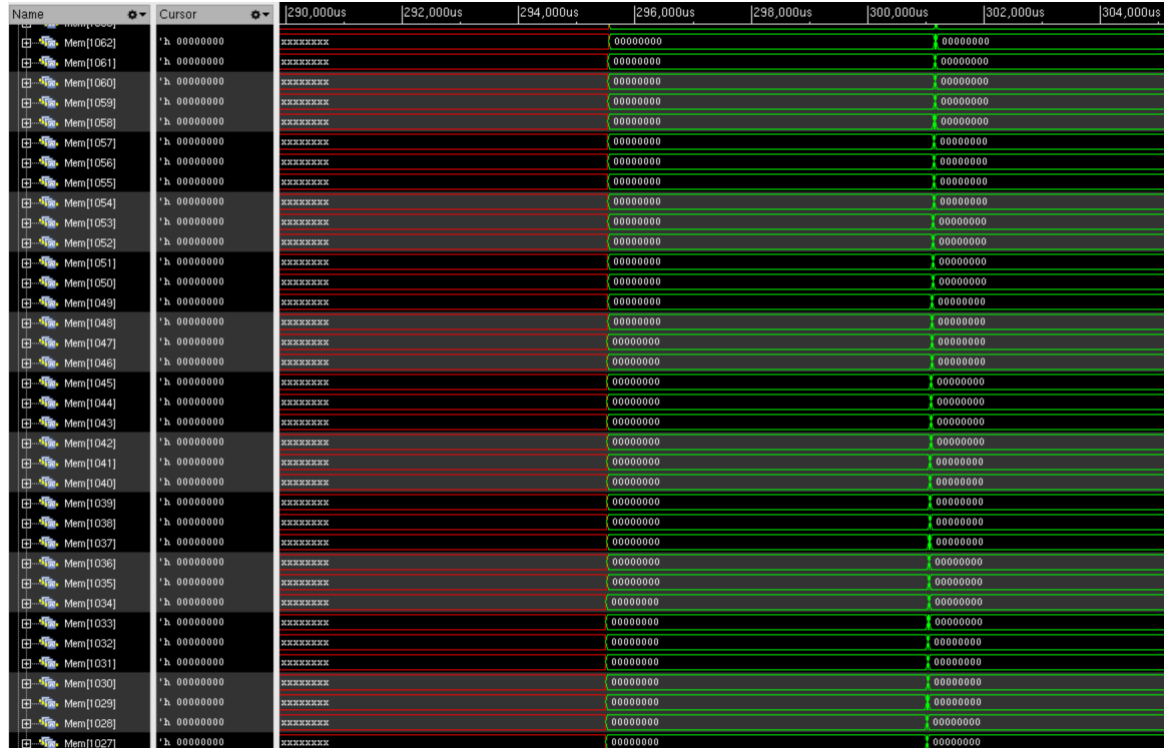 Name Cursor 290,000us 292,000us 294,000us 296,000us 298,000us 300,000us 302,000us 304,000us
Mem[1062] 'h 00000000 xxxxxxxx 00000000 00000000
Mem[1061] 'h 00000000 xxxxxxxx 00000000 00000000
Mem[1060] 'h 00000000 xxxxxxxx 00000000 00000000
Mem[1059] 'h 00000000 xxxxxxxx 00000000 00000000
Mem[1058] 'h 00000000 xxxxxxxx 00000000 00000000
Mem[1057] 'h 00000000 xxxxxxxx 00000000 00000000
Mem[1056] 'h 00000000 xxxxxxxx 00000000 00000000
Mem[1055] 'h 00000000 xxxxxxxx 00000000 00000000
Mem[1054] 'h 00000000 xxxxxxxx 00000000 00000000
Mem[1053] 'h 00000000 xxxxxxxx 00000000 00000000
Mem[1052] 'h 00000000 xxxxxxxx 00000000 00000000
Mem[1051] 'h 00000000 xxxxxxxx 00000000 00000000
Mem[1050] 'h 00000000 xxxxxxxx 00000000 00000000
Mem[1049] 'h 00000000 xxxxxxxx 00000000 00000000
Mem[1048] 'h 00000000 xxxxxxxx 00000000 00000000
Mem[1047] 'h 00000000 xxxxxxxx 00000000 00000000
Mem[1046] 'h 00000000 xxxxxxxx 00000000 00000000
Mem[1045] 'h 00000000 xxxxxxxx 00000000 00000000
Mem[1044] 'h 00000000 xxxxxxxx 00000000 00000000
Mem[1043] 'h 00000000 xxxxxxxx 00000000 00000000
Mem[1042] 'h 00000000 xxxxxxxx 00000000 00000000
Mem[1041] 'h 00000000 xxxxxxxx 00000000 00000000
Mem[1040] 'h 00000000 xxxxxxxx 00000000 00000000
Mem[1039] 'h 00000000 xxxxxxxx 00000000 00000000
Mem[1038] 'h 00000000 xxxxxxxx 00000000 00000000
Mem[1037] 'h 00000000 xxxxxxxx 00000000 00000000
Mem[1036] 'h 00000000 xxxxxxxx 00000000 00000000
Mem[1035] 'h 00000000 xxxxxxxx 00000000 00000000
Mem[1034] 'h 00000000 xxxxxxxx 00000000 00000000
Mem[1033] 'h 00000000 xxxxxxxx 00000000 00000000
Mem[1032] 'h 00000000 xxxxxxxx 00000000 00000000
Mem[1031] 'h 00000000 xxxxxxxx 00000000 00000000
Mem[1030] 'h 00000000 xxxxxxxx 00000000 00000000
Mem[1029] 'h 00000000 xxxxxxxx 00000000 00000000
Mem[1028] 'h 00000000 xxxxxxxx 00000000 00000000
Mem[1027] 'h 00000000 xxxxxxxx 00000000 00000000